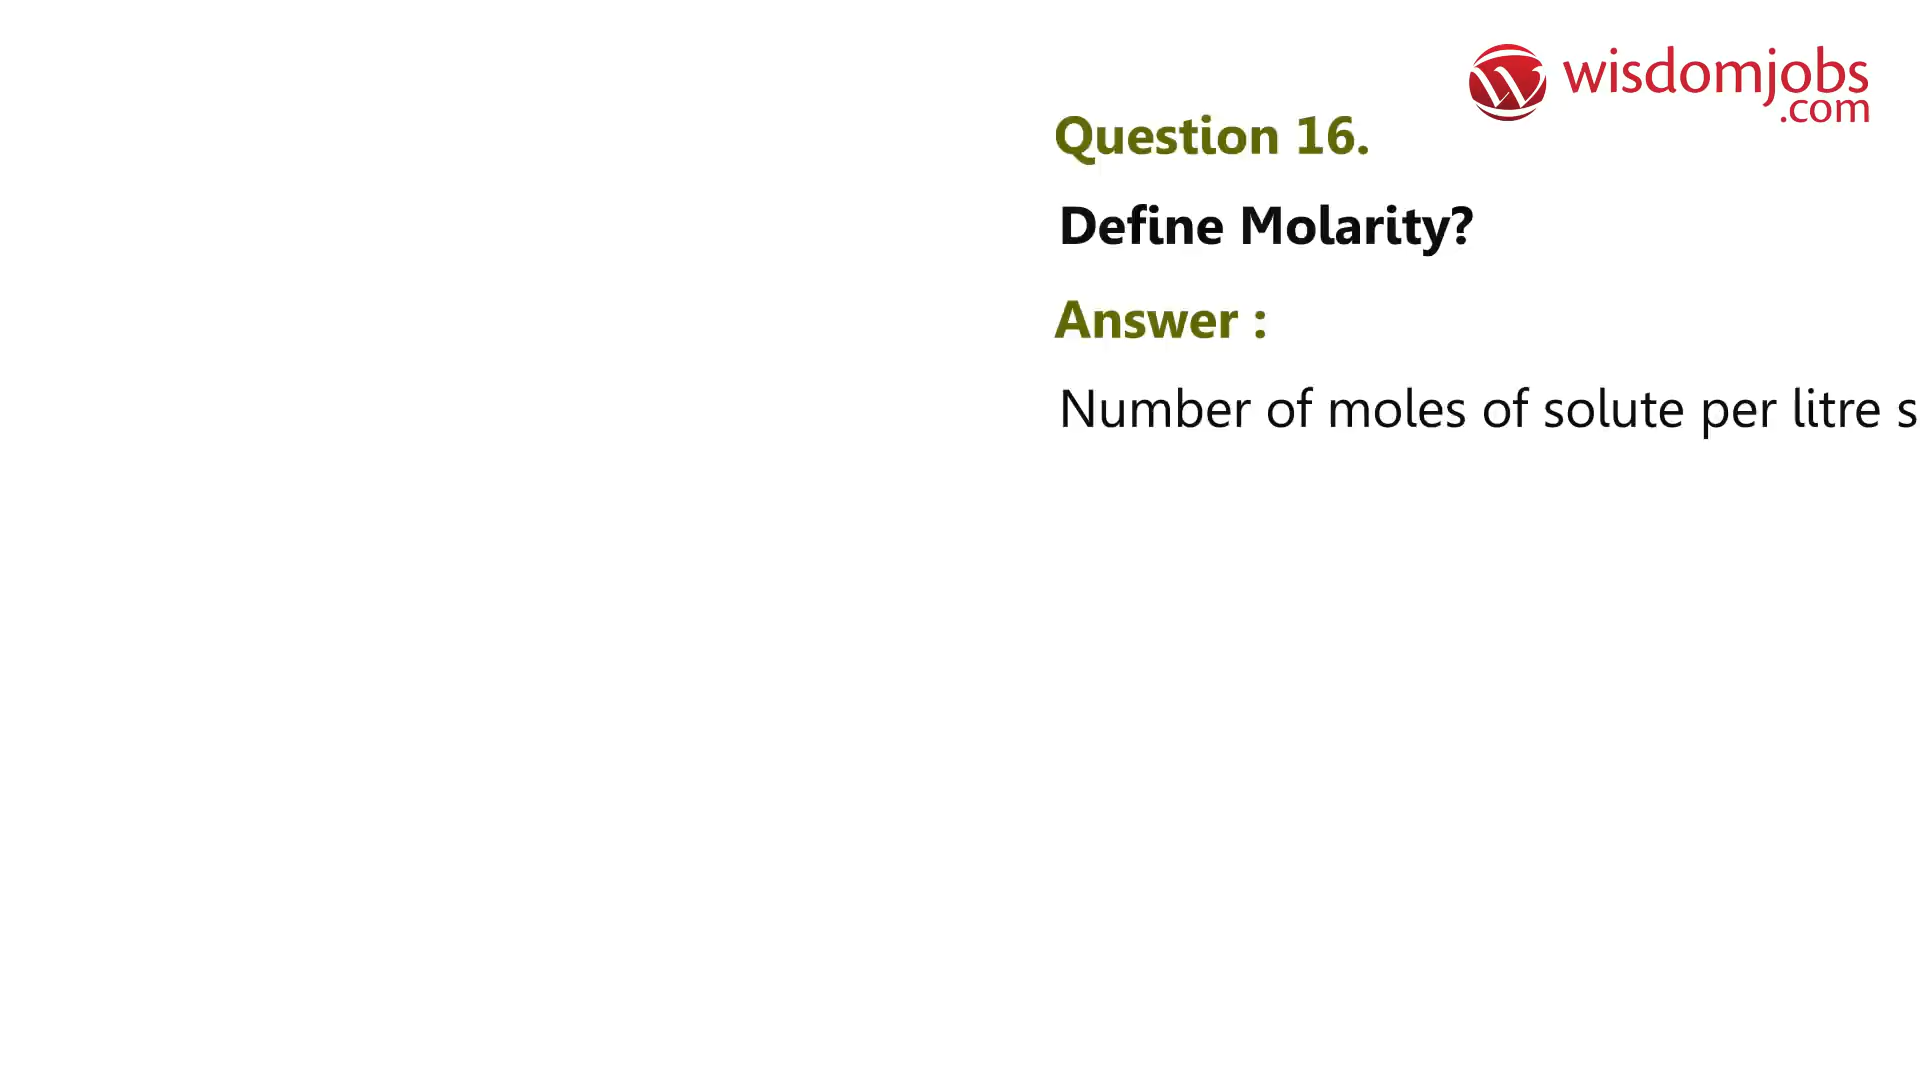 wisdomjobs
.com
Question 16.
Define Molarity?
Answer :
Number of moles of solute per litre s